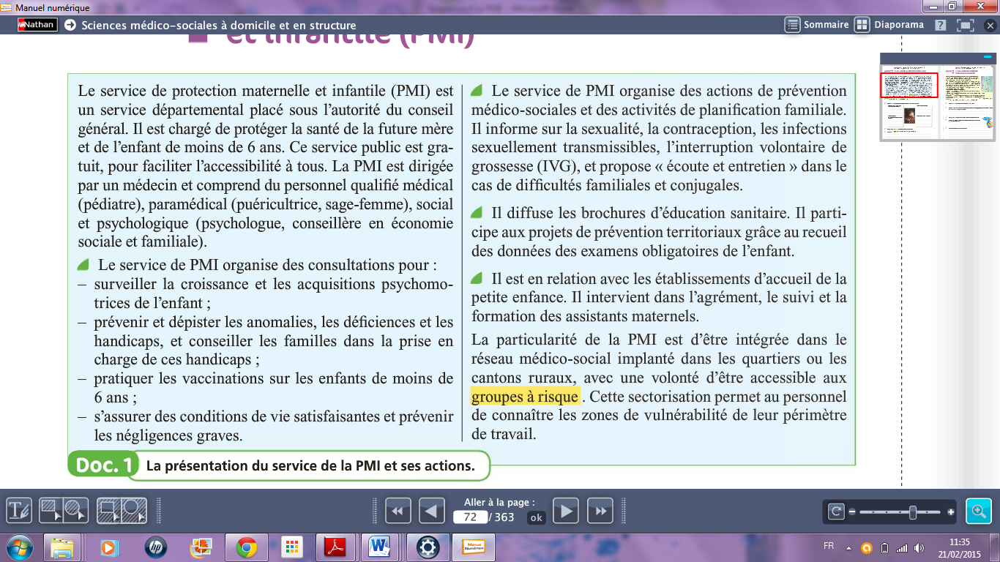 Manuel numérique
Nathan Sciences médico-sociales à domicile et en structure
Sommaire
Diaporama
?
et infantile (PMI)
Le service de protection maternelle et infantile (PMI) est
un service départemental placé sous l'autorité du conseil
général. Il est chargé de protéger la santé de la future mère
et de l'enfant de moins de 6 ans. Ce service public est gra-
tuit, pour faciliter l'accessibilité à tous. La PMI est dirigée
par un médecin et comprend du personnel qualifié médical
(pédiatre), paramédical (puéricultrice, sage-femme), social
et psychologique (psychologue, conseillère en économie
sociale et familiale).
Le service de PMI organise des consultations pour :
– surveiller la croissance et les acquisitions psychomo-
trices de l'enfant ;
– prévenir et dépister les anomalies, les déficiences et les
handicaps, et conseiller les familles dans la prise en
charge de ces handicaps ;
– pratiquer les vaccinations sur les enfants de moins de
6 ans ;
– s'assurer des conditions de vie satisfaisantes et prévenir
les négligences graves.
Le service de PMI organise des actions de prévention
médico-sociales et des activités de planification familiale.
Il informe sur la sexualité, la contraception, les infections
sexuellement transmissibles, l'interruption volontaire de
grossesse (IVG), et propose « écoute et entretien » dans le
cas de difficultés familiales et conjugales.
Il diffuse les brochures d'éducation sanitaire. Il parti-
cipe aux projets de prévention territoriaux grâce au recueil
des données des examens obligatoires de l'enfant.
Il est en relation avec les établissements d'accueil de la
petite enfance. Il intervient dans l'agrément, le suivi et la
formation des assistants maternels.
La particularité de la PMI est d'être intégrée dans le
réseau médico-social implanté dans les quartiers ou les
cantons ruraux, avec une volonté d'être accessible aux
groupes à risque . Cette sectorisation permet au personnel
de connaître les zones de vulnérabilité de leur périmètre
de travail.
Doc. 1 La présentation du service de la PMI et ses actions.
Aller à la page :
72 / 363 ok
FR
11:35
21/02/2015